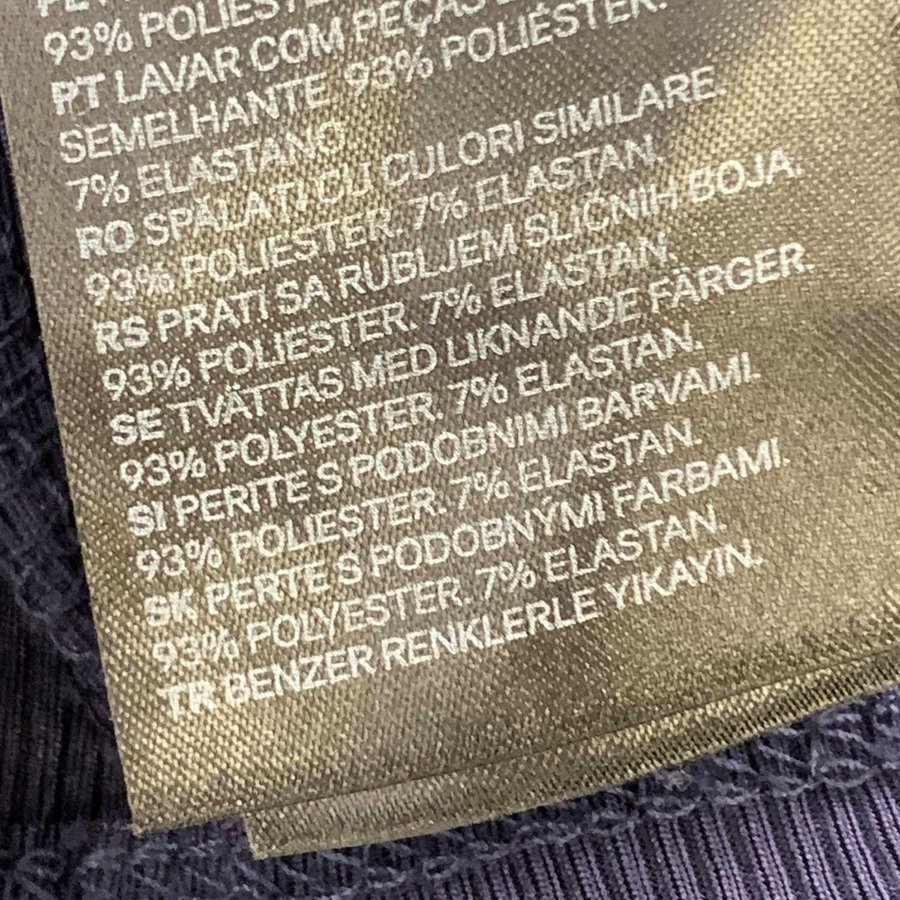 93% POLIESTER
PT LAVAR COM PEÇAS
SEMELHANTE 93% POLIÉSTER.
7% ELASTANO
RO SPĂLAȚI CU CULORI SIMILARE.
93% POLIESTER. 7% ELASTAN.
RS PRATI SA RUBLJEM SLIČNIH BOJA.
93% POLIESTER. 7% ELASTAN.
SE TVÄTTAS MED LIKNANDE FÄRGER.
93% POLYESTER. 7% ELASTAN.
SI PERITE S PODOBNIMI BARVAMI.
93% POLIESTER. 7% ELASTAN.
SK PERTE S PODOBNÝMI FARBAMI.
93% POLYESTER. 7% ELASTAN.
TR BENZER RENKLERLE YIKAYIN.